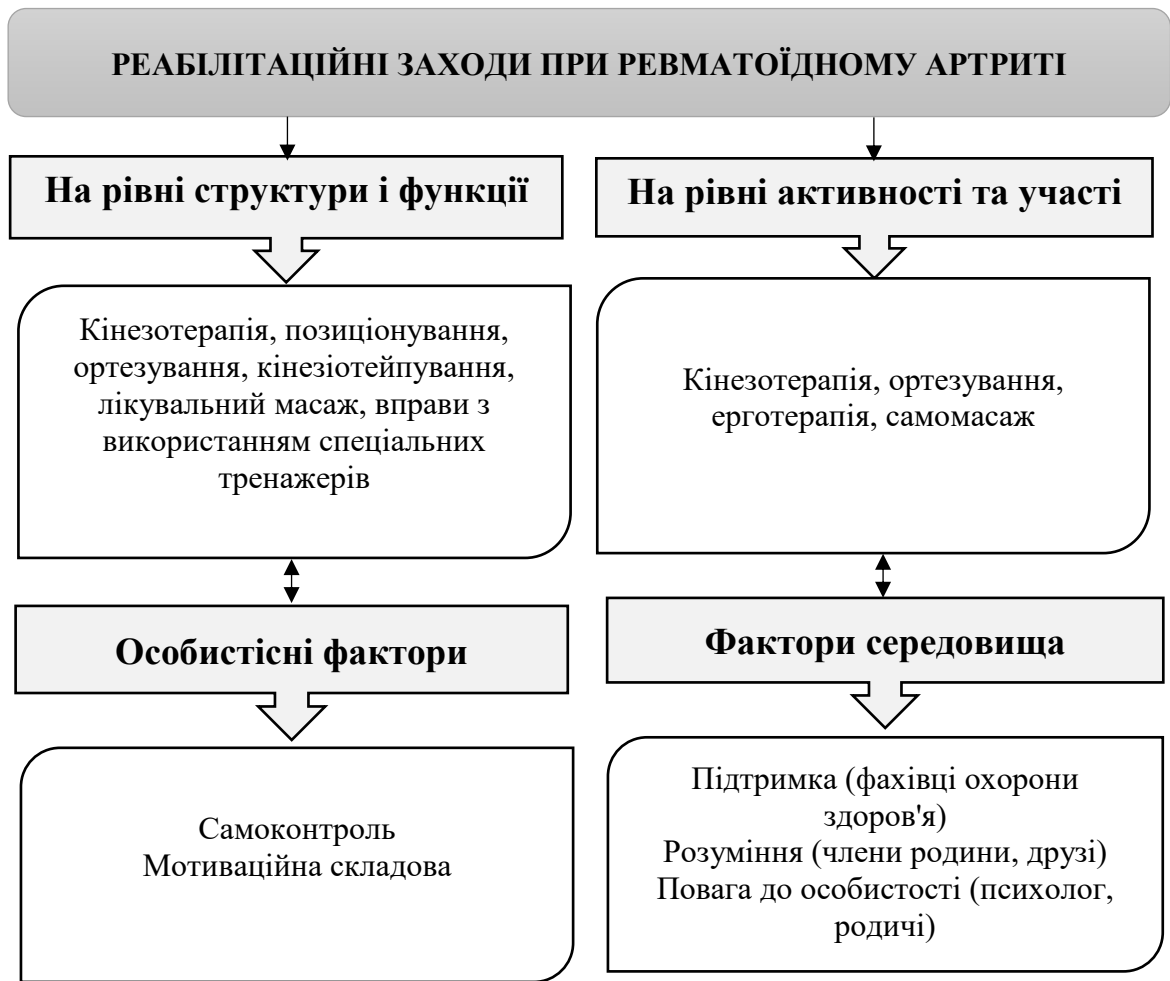 РЕАБІЛІТАЦІЙНІ ЗАХОДИ ПРИ РЕВМАТОЇДНОМУ АРТРИТІ
На рівні структури і функції
На рівні активності та участі
Кінезотерапія, позиціонування,
ортезування, кінезіотейпування,
лікувальний масаж, вправи з
використанням спеціальних
тренажерів
Кінезотерапія, ортезування,
ерготерапія, самомасаж
Особистісні фактори
Фактори середовища
Самоконтроль
Мотиваційна складова
Підтримка (фахівці охорони
здоров'я)
Розуміння (члени родини, друзі)
Повага до особистості (психолог,
родичі)